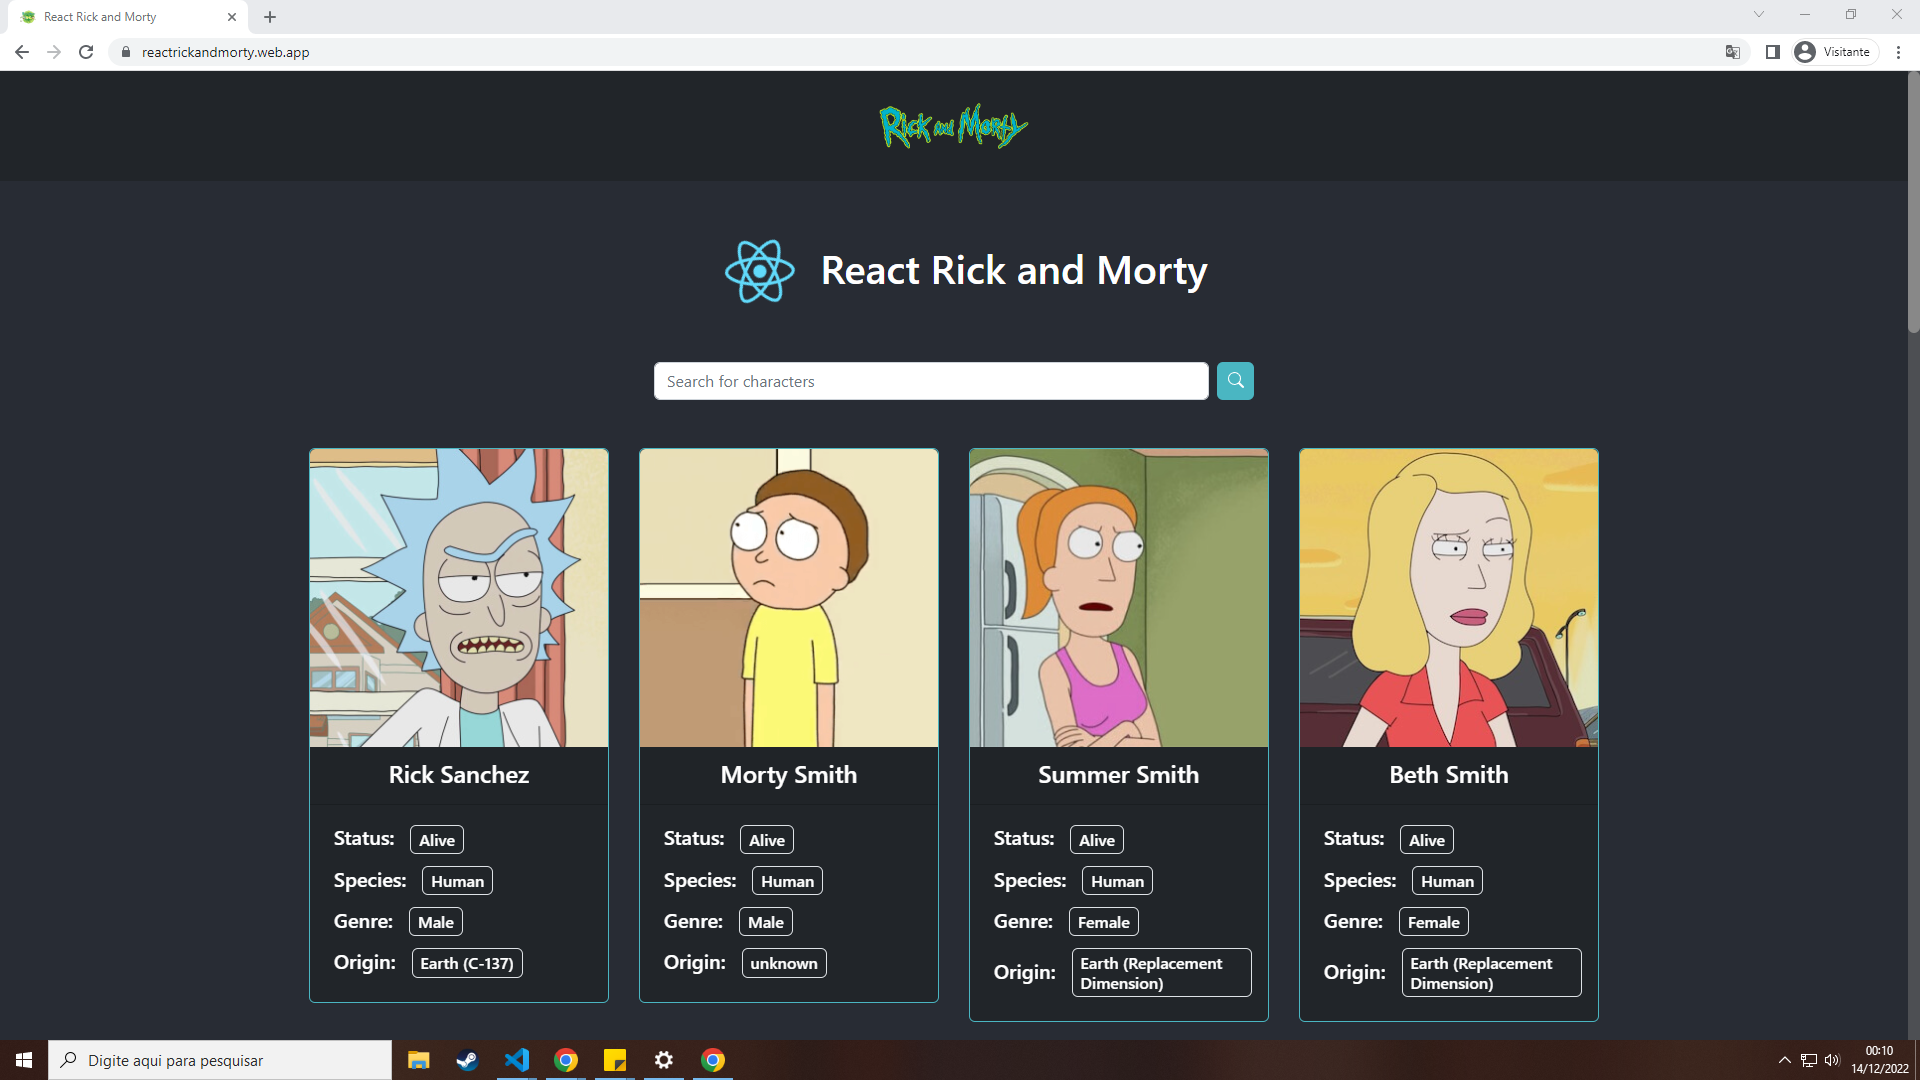 React Rick and Morty
reactrickandmorty.web.app
Visitante
Rick and Morty
React Rick and Morty
Search for characters
Rick Sanchez
Status: Alive
Species: Human
Genre: Male
Origin: Earth (C-137)
Morty Smith
Status: Alive
Species: Human
Genre: Male
Origin: unknown
Summer Smith
Status: Alive
Species: Human
Genre: Female
Origin: Earth (Replacement
Dimension)
Beth Smith
Status: Alive
Species: Human
Genre: Female
Origin: Earth (Replacement
Dimension)
Digite aqui para pesquisar
00:10
14/12/2022